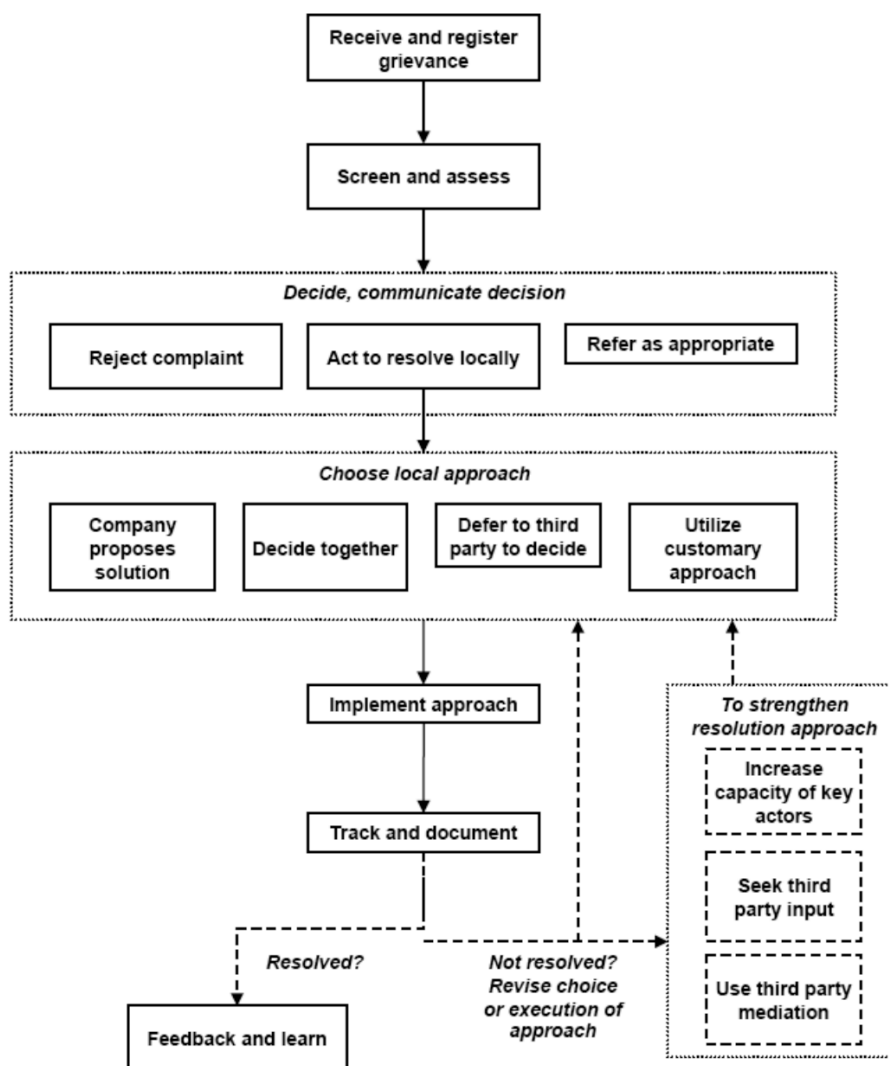 Receive and register
grievance
Screen and assess
Decide, communicate decision
Reject complaint
Act to resolve locally
Refer as appropriate
Choose local approach
Company
proposes
solution
Decide together
Defer to third
party to decide
Utilize
customary
approach
Implement approach
To strengthen
resolution approach
Increase
capacity of key
actors
Track and document
Seek third
party input
Resolved?
Not resolved?
Revise choice
or execution of
approach
Use third party
mediation
Feedback and learn